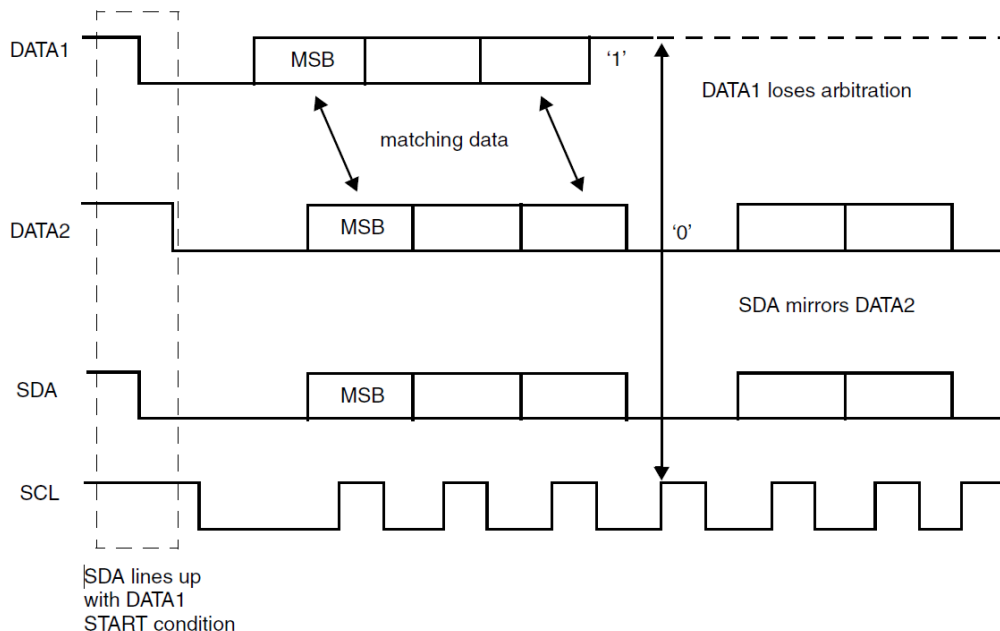 DATA1
MSB
‘1’
DATA1 loses arbitration
matching data
DATA2
MSB
‘0’
SDA mirrors DATA2
SDA
MSB
SCL
SDA lines up
with DATA1
START condition